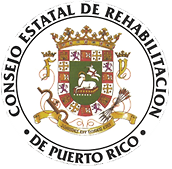 CONSEJO ESTATAL DE REHABILITACION
• DE PUERTO RICO •